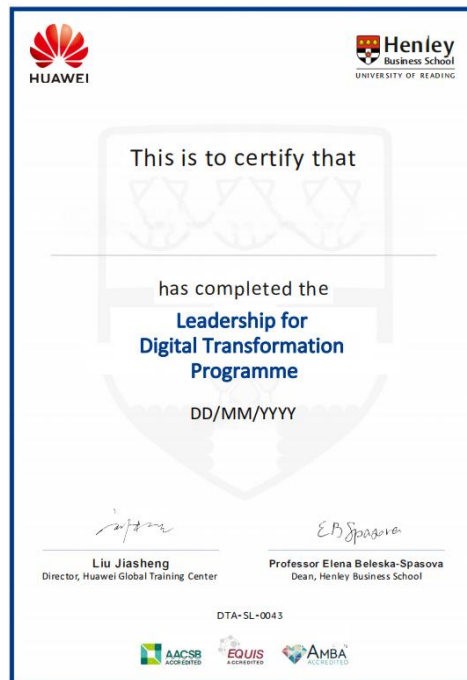 HUAWEI
Henley
Business School
UNIVERSITY OF READING
This is to certify that
has completed the
Leadership for
Digital Transformation
Programme
DD/MM/YYYY
EB Spasova
Liu Jiasheng
Director, Huawei Global Training Center
Professor Elena Beleska-Spasova
Dean, Henley Business School
DTA-SL-0043
AACSB
ACCREDITED
EQUIS
ACCREDITED
AMBA
ACCREDITED